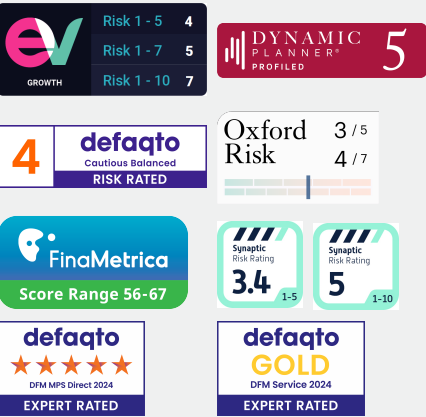 ev
GROWTH
Risk 1 - 5 4
Risk 1 - 7 5
Risk 1 - 10 7
DYNAMIC
PLANNER®
PROFILED
5
4
defaqto
Cautious Balanced
RISK RATED
Oxford
Risk
3 / 5
4 / 7
FinaMetrica
Score Range 56-67
Synaptic
Risk Rating
3.4
1-5
Synaptic
Risk Rating
5
1-10
defaqto
DFM MPS Direct 2024
EXPERT RATED
defaqto
GOLD
DFM Service 2024
EXPERT RATED